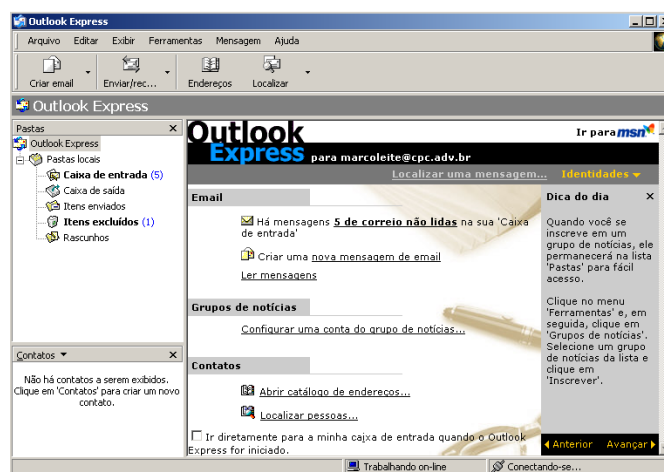 Outlook Express
Arquivo Editar Exibir Ferramentas Mensagem Ajuda
Criar email Enviar/rec... Endereços Localizar
Outlook Express
Pastas
Outlook Express
Pastas locais
Caixa de entrada (5)
Caixa de saída
Itens enviados
Itens excluídos (1)
Rascunhos
Contatos
Não há contatos a serem exibidos.
Clique em 'Contatos' para criar um novo
contato.
Outlook
Express para marcoleite@cpc.adv.br
Ir para msn
Localizar uma mensagem... Identidades
Email
Há mensagens 5 de correio não lidas na sua 'Caixa
de entrada'
Criar uma nova mensagem de email
Ler mensagens
Grupos de notícias
Configurar uma conta do grupo de notícias...
Contatos
Abrir catálogo de endereços...
Localizar pessoas...
Ir diretamente para a minha caixa de entrada quando o Outlook
Express for iniciado.
Dica do dia
Quando você se
inscreve em um
grupo de notícias, ele
permanecerá na lista
'Pastas' para fácil
acesso.
Clique no menu
'Ferramentas' e, em
seguida, clique em
'Grupos de notícias'.
Selecione um grupo
de notícias da lista e
clique em
'Inscrever'.
Anterior Avançar
Trabalhando on-line Conectando-se...